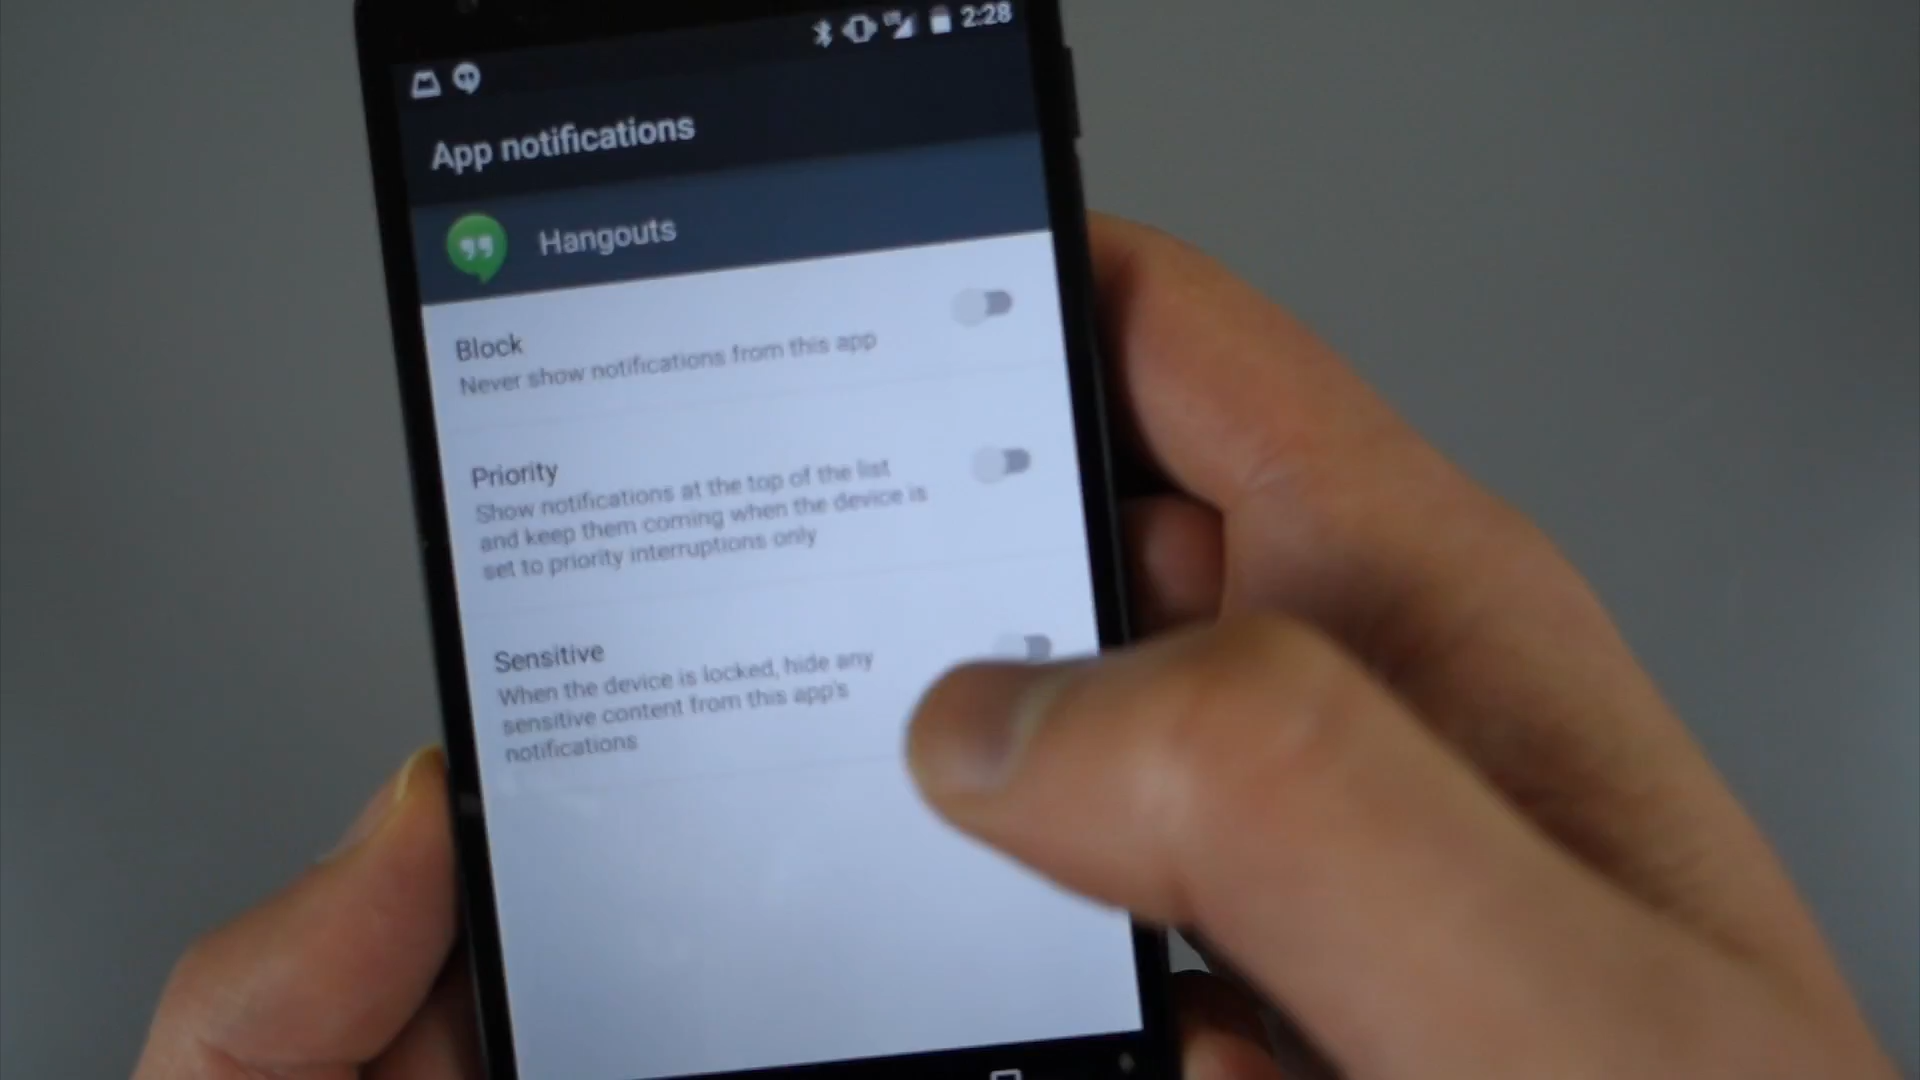 2:28
App notifications
Hangouts
Block
Never show notifications from this app
Priority
Show notifications at the top of the list
and keep them coming when the device is
set to priority interruptions only
Sensitive
When the device is locked, hide any
sensitive content from this app's
notifications